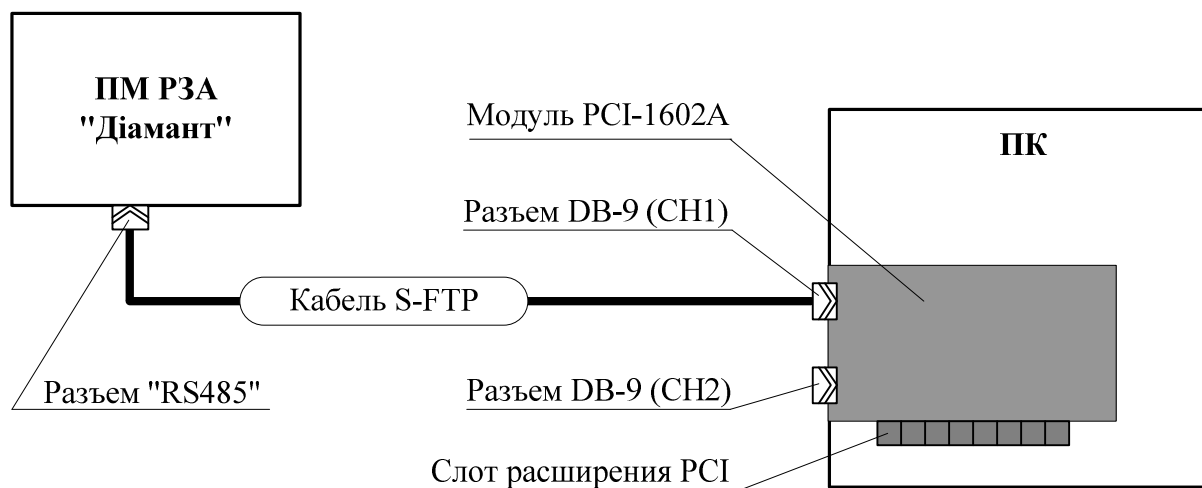 ПМ РЗА
"Діамант"
Модуль PCI-1602A
ПК
Разъем DB-9 (CH1)
Кабель S-FTP
Разъем "RS485"
Разъем DB-9 (CH2)
Слот расширения PCI